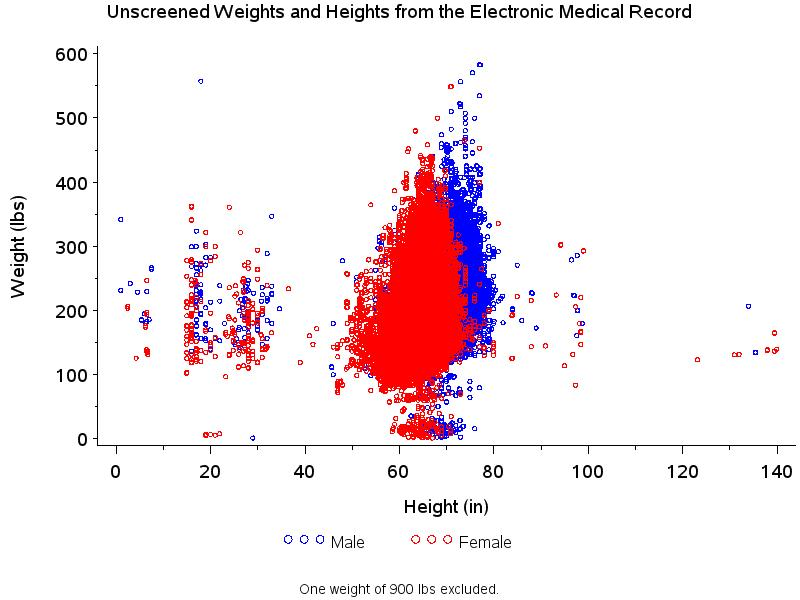 Unscreened Weights and Heights from the Electronic Medical Record
600
500
400
300
200
100
0
Weight (lbs)
0 20 40 60 80 100 120 140
Height (in)
Male Female
One weight of 900 lbs excluded.